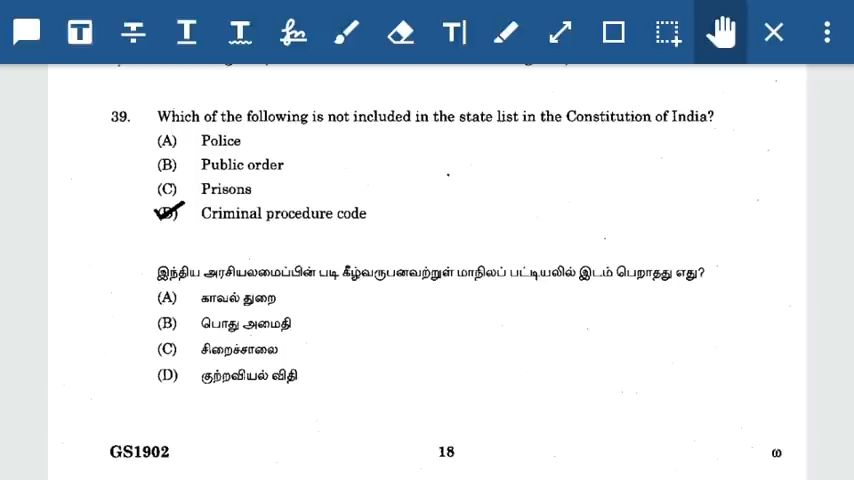 39. Which of the following is not included in the state list in the Constitution of India?
(A) Police
(B) Public order
(C) Prisons
(D) Criminal procedure code
இந்திய அரசியலமைப்பின் படி கீழ்வருபனவற்றுள் மாநிலப் பட்டியலில் இடம் பெறாதது எது?
(A) காவல் துறை
(B) பொது அமைதி
(C) சிறைச்சாலை
(D) குற்றவியல் விதி
GS1902 18 ω